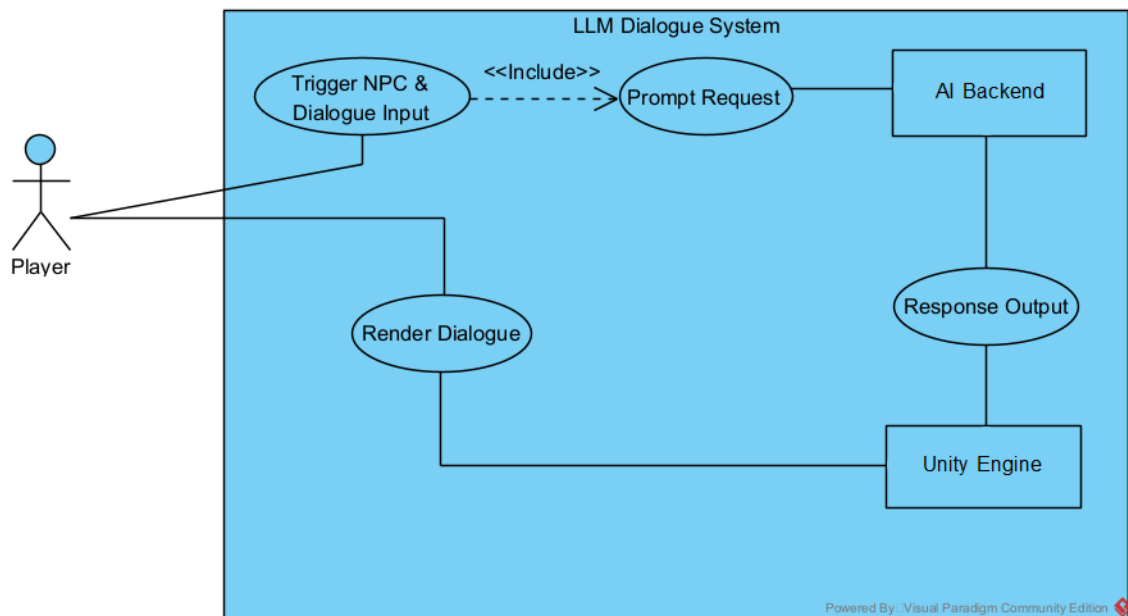 LLM Dialogue System
Trigger NPC &
Dialogue Input
<<Include>>
Prompt Request
AI Backend
Player
Render Dialogue
Response Output
Unity Engine
Powered By Visual Paradigm Community Edition